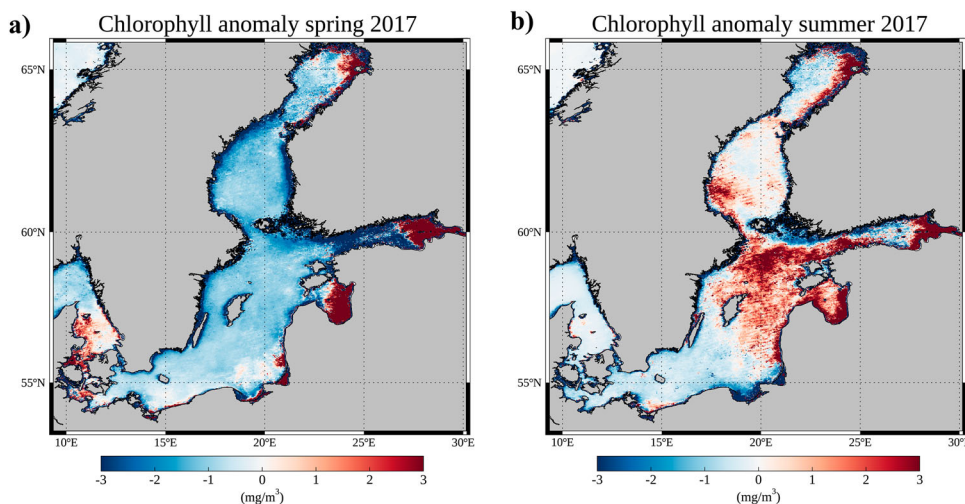 a)
Chlorophyll anomaly spring 2017
65°N
60°N
55°N
10°E 15°E 20°E 25°E 30°E
-3 -2 -1 0 1 2 3
(mg/m³)
b)
Chlorophyll anomaly summer 2017
65°N
60°N
55°N
10°E 15°E 20°E 25°E 30°E
-3 -2 -1 0 1 2 3
(mg/m³)